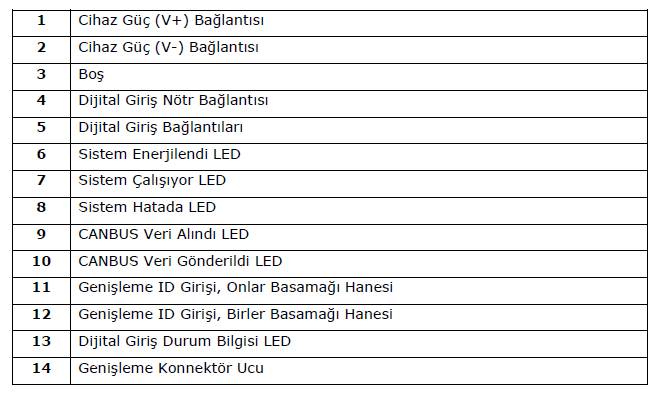 1 Cihaz Güç (V+) Bağlantısı
2 Cihaz Güç (V-) Bağlantısı
3 Boş
4 Dijital Giriş Nötr Bağlantısı
5 Dijital Giriş Bağlantıları
6 Sistem Enerjilendi LED
7 Sistem Çalışıyor LED
8 Sistem Hatada LED
9 CANBUS Veri Alındı LED
10 CANBUS Veri Gönderildi LED
11 Genişleme ID Girişi, Onlar Basamağı Hanesi
12 Genişleme ID Girişi, Birler Basamağı Hanesi
13 Dijital Giriş Durum Bilgisi LED
14 Genişleme Konnektör Ucu